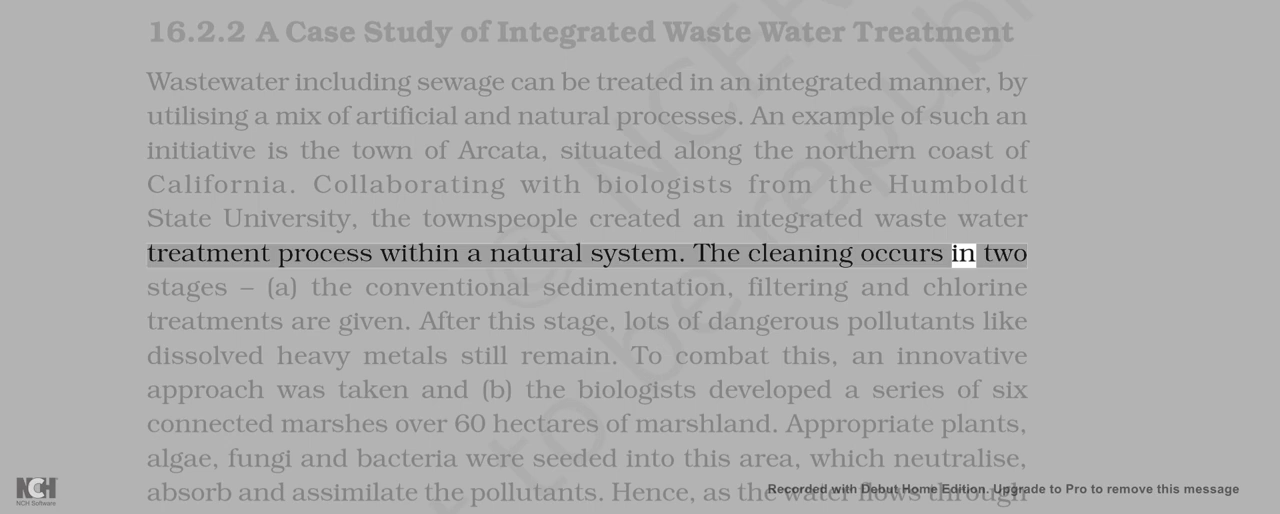 16.2.2 A Case Study of Integrated Waste Water Treatment
Wastewater including sewage can be treated in an integrated manner, by
utilising a mix of artificial and natural processes. An example of such an
initiative is the town of Arcata, situated along the northern coast of
California. Collaborating with biologists from the Humboldt
State University, the townspeople created an integrated waste water
treatment process within a natural system. The cleaning occurs in two
stages – (a) the conventional sedimentation, filtering and chlorine
treatments are given. After this stage, lots of dangerous pollutants like
dissolved heavy metals still remain. To combat this, an innovative
approach was taken and (b) the biologists developed a series of six
connected marshes over 60 hectares of marshland. Appropriate plants,
algae, fungi and bacteria were seeded into this area, which neutralise,
absorb and assimilate the pollutants. Hence, as the water flows through
Recorded with Debut Home Edition. Upgrade to Pro to remove this message
NCH
NCH Software
© NCER
to be republ